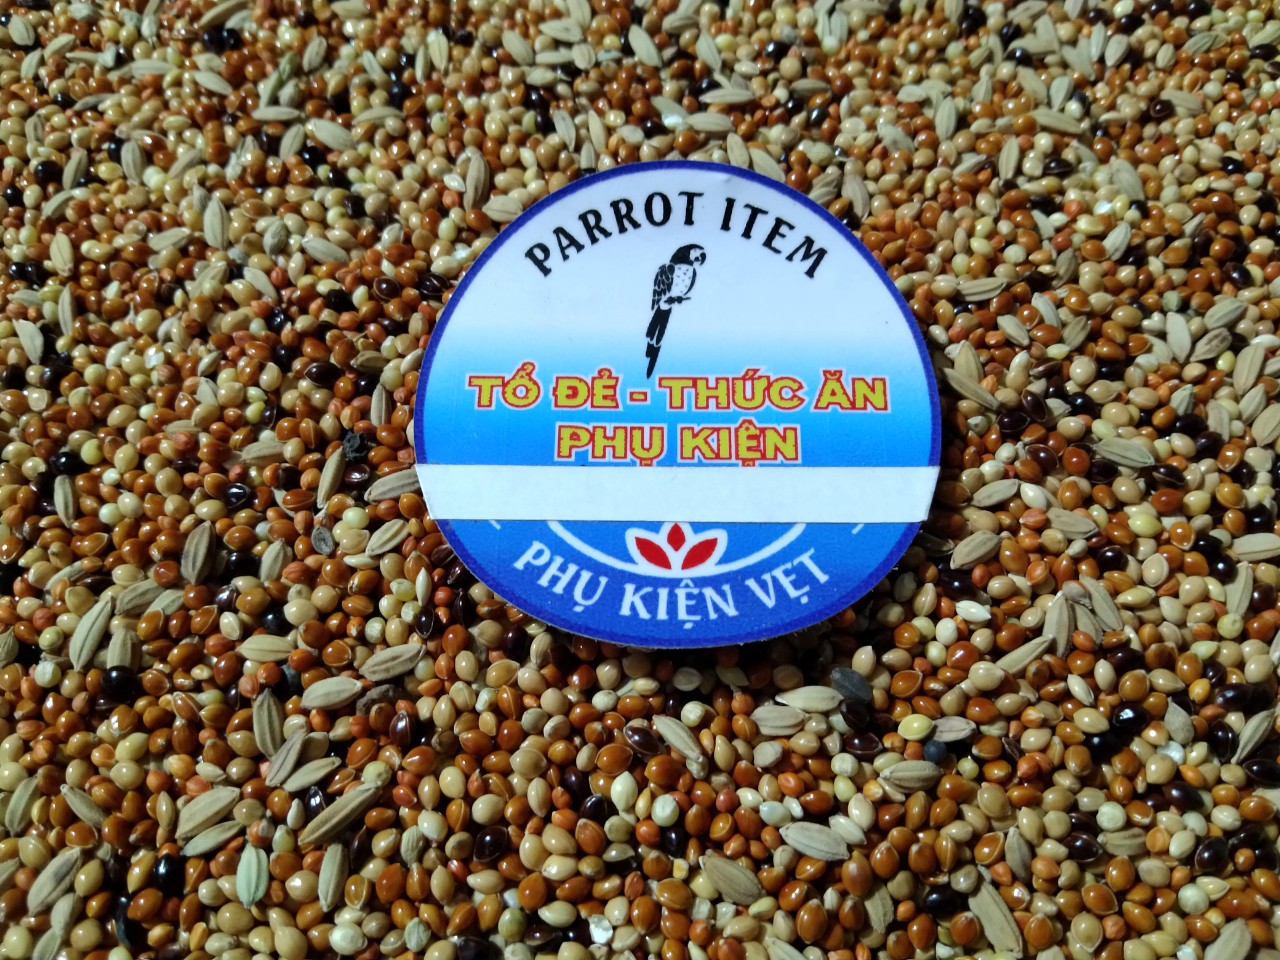 PARROT ITEM
TỔ ĐẺ - THỨC ĂN
PHỤ KIỆN
PHỤ KIỆN VẸT